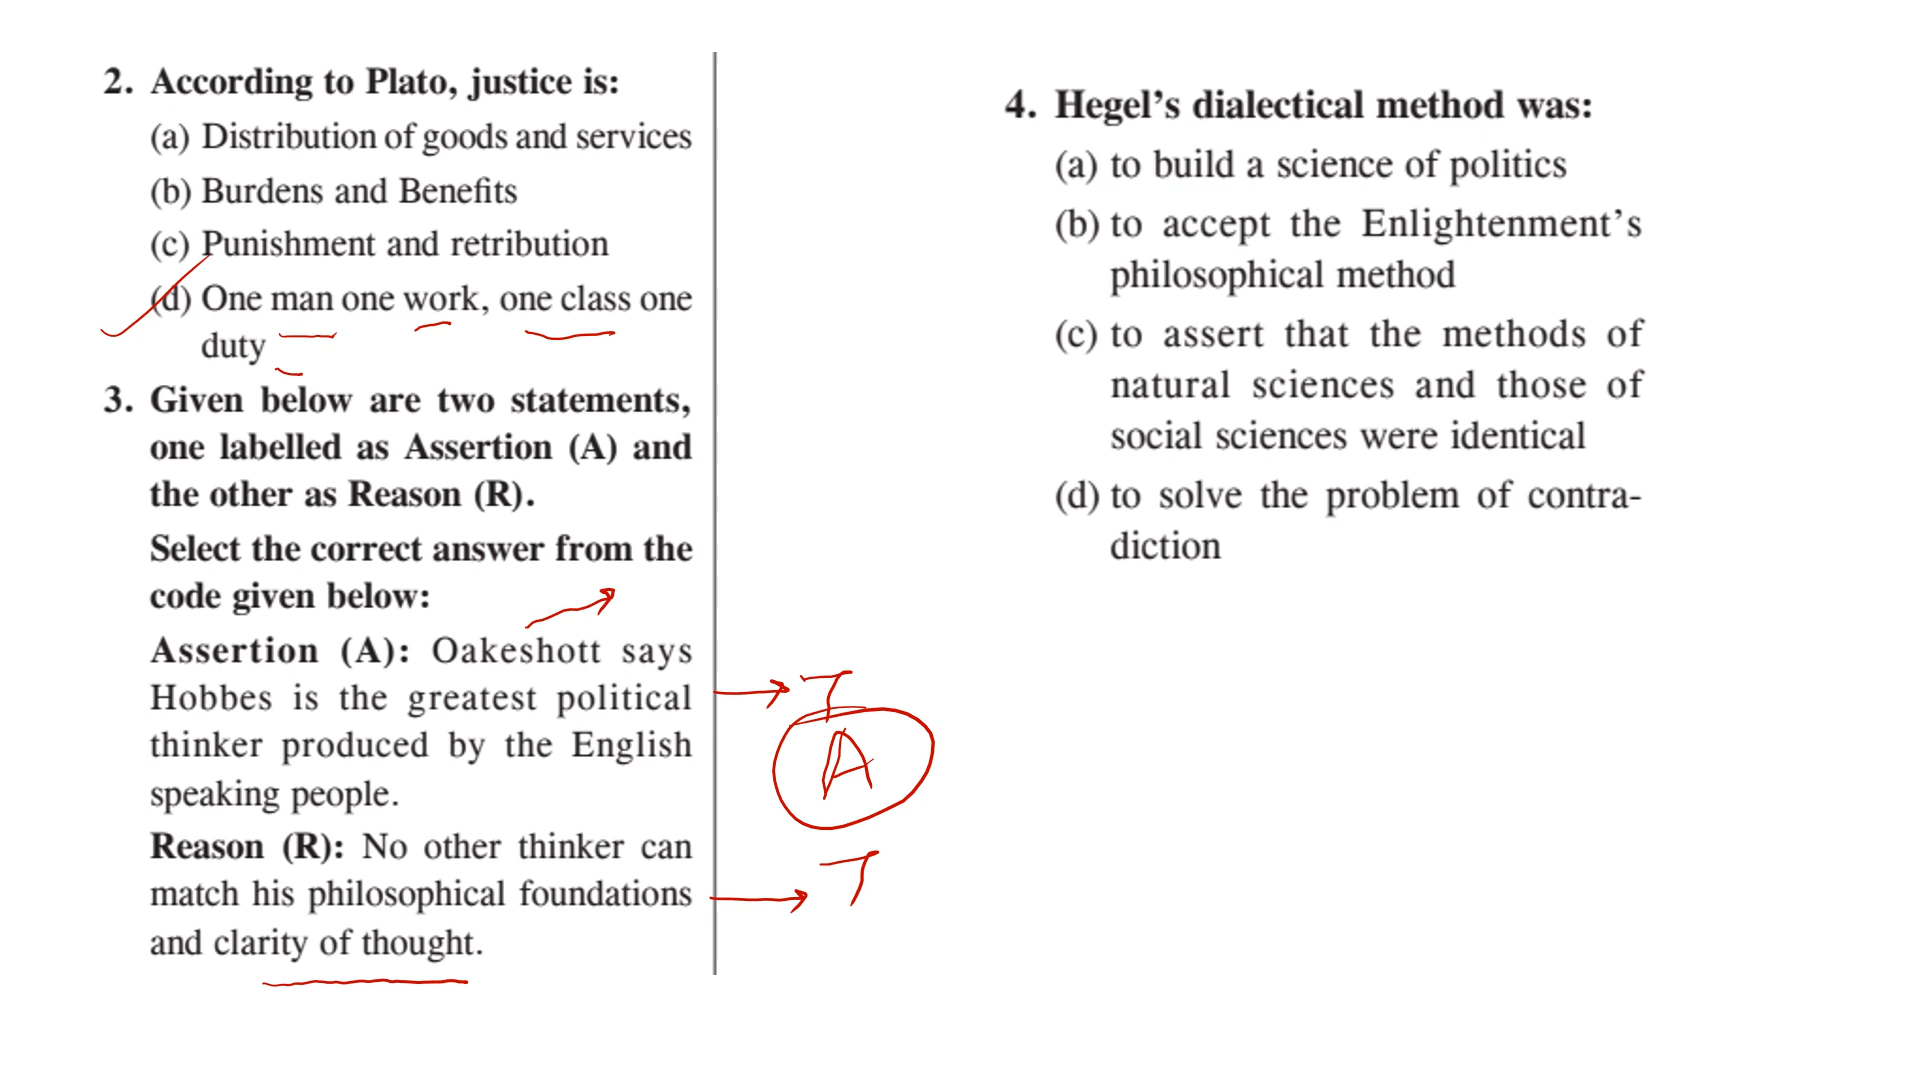 2. According to Plato, justice is:
(a) Distribution of goods and services
(b) Burdens and Benefits
(c) Punishment and retribution
(d) One man one work, one class one
duty
3. Given below are two statements,
one labelled as Assertion (A) and
the other as Reason (R).
Select the correct answer from the
code given below:
Assertion (A): Oakeshott says
Hobbes is the greatest political
thinker produced by the English
speaking people.
Reason (R): No other thinker can
match his philosophical foundations
and clarity of thought.
T
A
T
4. Hegel's dialectical method was:
(a) to build a science of politics
(b) to accept the Enlightenment's
philosophical method
(c) to assert that the methods of
natural sciences and those of
social sciences were identical
(d) to solve the problem of contra-
diction